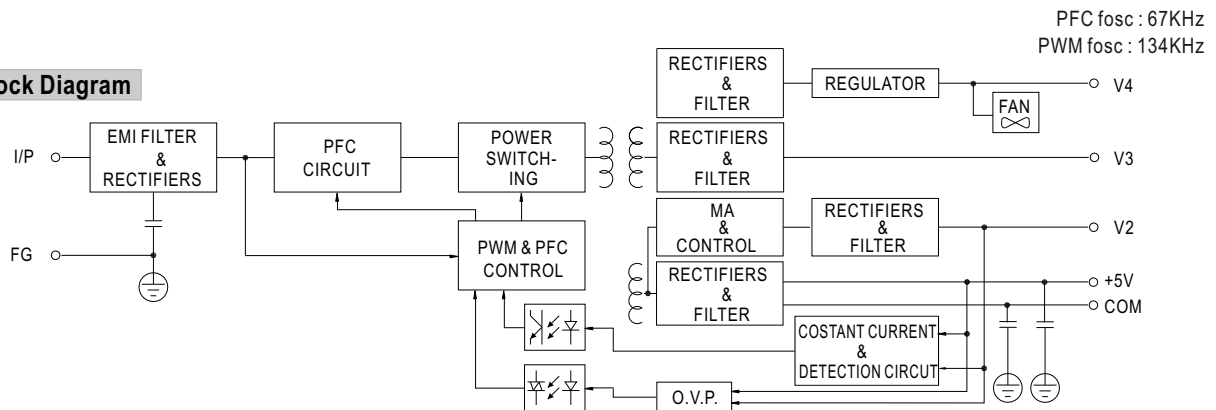 PFC fosc : 67KHz
PWM fosc : 134KHz
ock Diagram
I/P
EMI FILTER
&
RECTIFIERS
FG
PFC
CIRCUIT
POWER
SWITCH-
ING
PWM & PFC
CONTROL
RECTIFIERS
&
FILTER
REGULATOR
FAN
V4
RECTIFIERS
&
FILTER
V3
MA
&
CONTROL
RECTIFIERS
&
FILTER
V2
RECTIFIERS
&
FILTER
+5V
COM
COSTANT CURRENT
&
DETECTION CIRCUT
O.V.P.